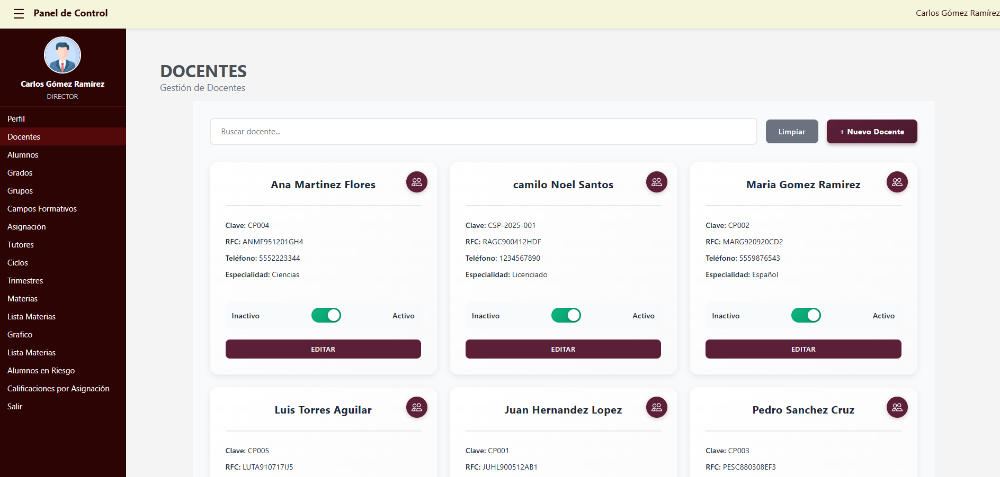 Panel de Control
Carlos Gómez Ramírez
Carlos Gómez Ramírez
DIRECTOR
Perfil
Docentes
Alumnos
Grados
Grupos
Campos Formativos
Asignación
Tutores
Ciclos
Trimestres
Materias
Lista Materias
Grafico
Lista Materias
Alumnos en Riesgo
Calificaciones por Asignación
Salir
DOCENTES
Gestión de Docentes
Buscar docente...
Limpiar
+ Nuevo Docente
Ana Martinez Flores
Clave: CP004
RFC: ANMF951201GH4
Teléfono: 5552223344
Especialidad: Ciencias
Inactivo
Activo
EDITAR
camilo Noel Santos
Clave: CSP-2025-001
RFC: RAGC900412HDF
Teléfono: 1234567890
Especialidad: Licenciado
Inactivo
Activo
EDITAR
Maria Gomez Ramirez
Clave: CP002
RFC: MARG920920CD2
Teléfono: 5559876543
Especialidad: Español
Inactivo
Activo
EDITAR
Luis Torres Aguilar
Clave: CP005
RFC: LUTA910717IJ5
Juan Hernandez Lopez
Clave: CP001
RFC: JUHL900512AB1
Pedro Sanchez Cruz
Clave: CP003
RFC: PESC880308EF3